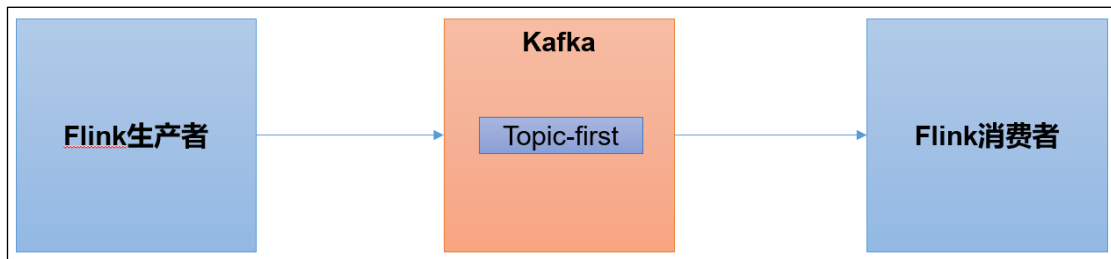 Flink生产者
Kafka
Topic-first
Flink消费者